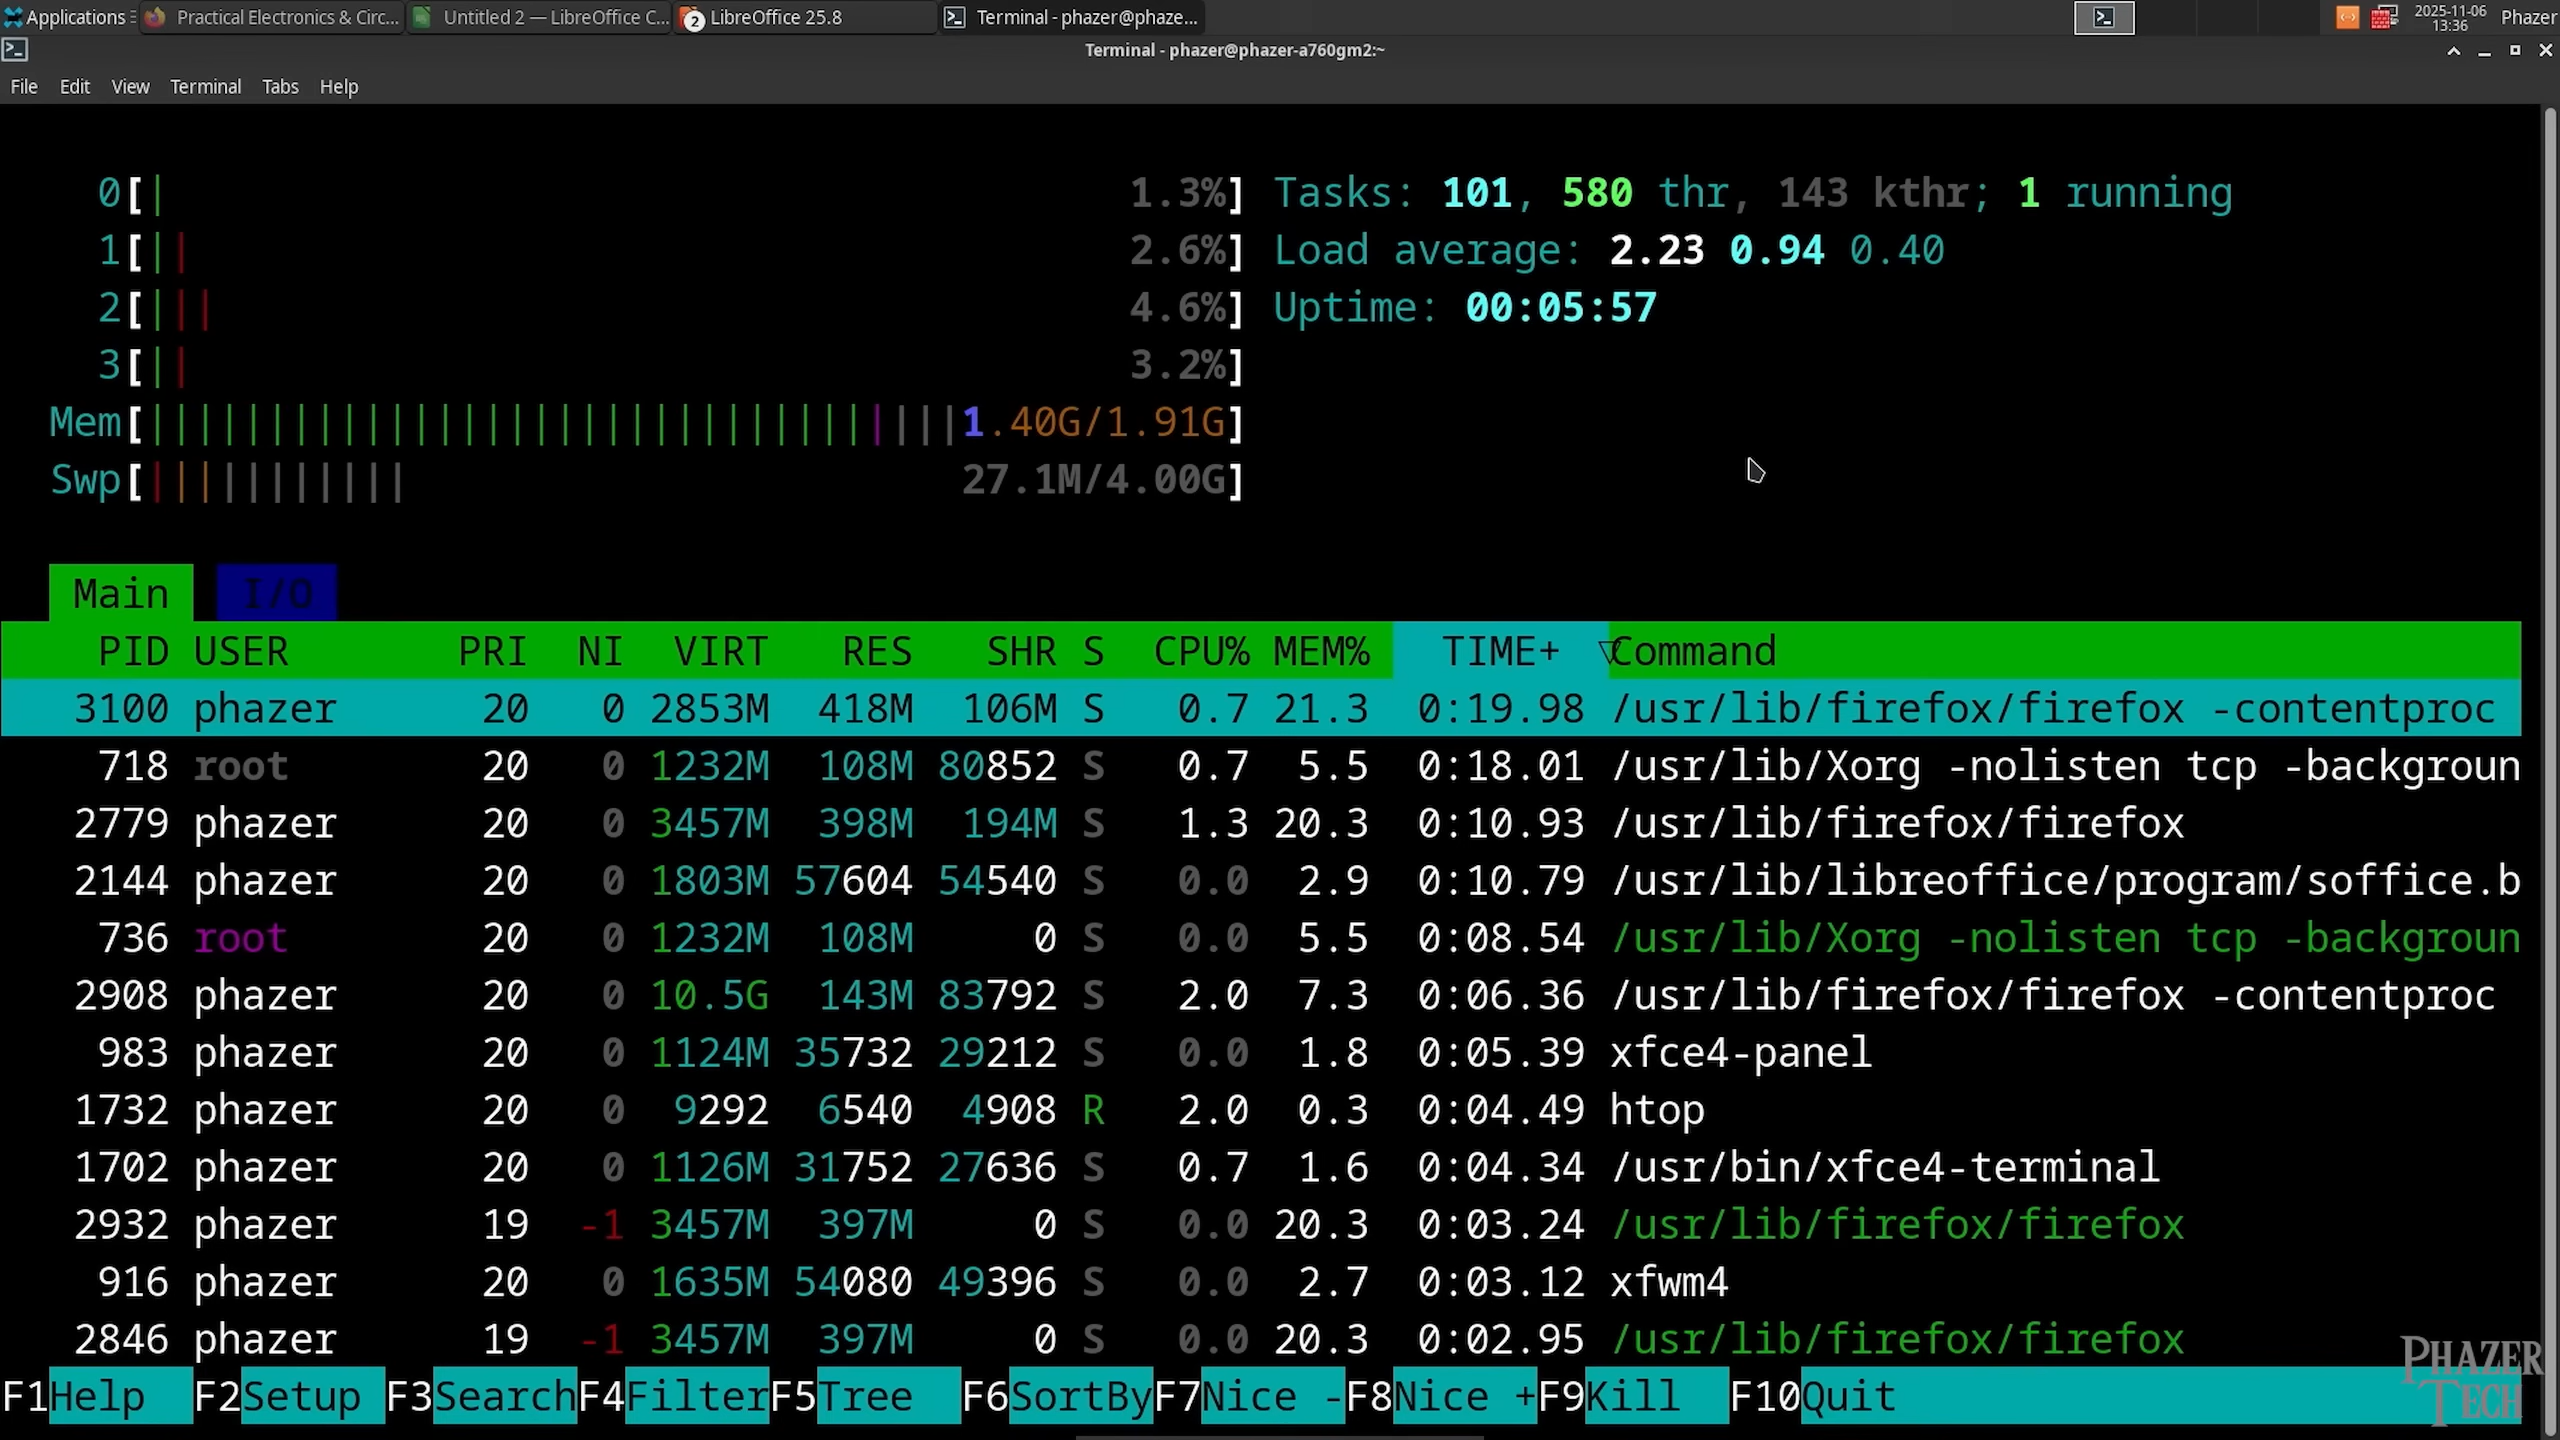 Applications
Practical Electronics & Circ...
Untitled 2 — LibreOffice C...
2
LibreOffice 25.8
Terminal - phazer@phaze...
2025-11-06
13:36
Phazer
Terminal - phazer@phazer-a760gm2:~
File Edit View Terminal Tabs Help
0[| 1.3%] Tasks: 101, 580 thr, 143 kthr; 1 running
1[|| 2.6%] Load average: 2.23 0.94 0.40
2[||| 4.6%] Uptime: 00:05:57
3[|| 3.2%]
Mem[||||||||||||||||||||||||||||||||||1.40G/1.91G]
Swp[||||||||||| 27.1M/4.00G]
Main I/O
PID USER PRI NI VIRT RES SHR S CPU% MEM% TIME+ ▽Command
3100 phazer 20 0 2853M 418M 106M S 0.7 21.3 0:19.98 /usr/lib/firefox/firefox -contentproc
718 root 20 0 1232M 108M 80852 S 0.7 5.5 0:18.01 /usr/lib/Xorg -nolisten tcp -backgroun
2779 phazer 20 0 3457M 398M 194M S 1.3 20.3 0:10.93 /usr/lib/firefox/firefox
2144 phazer 20 0 1803M 57604 54540 S 0.0 2.9 0:10.79 /usr/lib/libreoffice/program/soffice.b
736 root 20 0 1232M 108M 0 S 0.0 5.5 0:08.54 /usr/lib/Xorg -nolisten tcp -backgroun
2908 phazer 20 0 10.5G 143M 83792 S 2.0 7.3 0:06.36 /usr/lib/firefox/firefox -contentproc
983 phazer 20 0 1124M 35732 29212 S 0.0 1.8 0:05.39 xfce4-panel
1732 phazer 20 0 9292 6540 4908 R 2.0 0.3 0:04.49 htop
1702 phazer 20 0 1126M 31752 27636 S 0.7 1.6 0:04.34 /usr/bin/xfce4-terminal
2932 phazer 19 -1 3457M 397M 0 S 0.0 20.3 0:03.24 /usr/lib/firefox/firefox
916 phazer 20 0 1635M 54080 49396 S 0.0 2.7 0:03.12 xfwm4
2846 phazer 19 -1 3457M 397M 0 S 0.0 20.3 0:02.95 /usr/lib/firefox/firefox
F1Help F2Setup F3SearchF4FilterF5Tree F6SortByF7Nice -F8Nice +F9Kill F10Quit
PHAZER
TECH